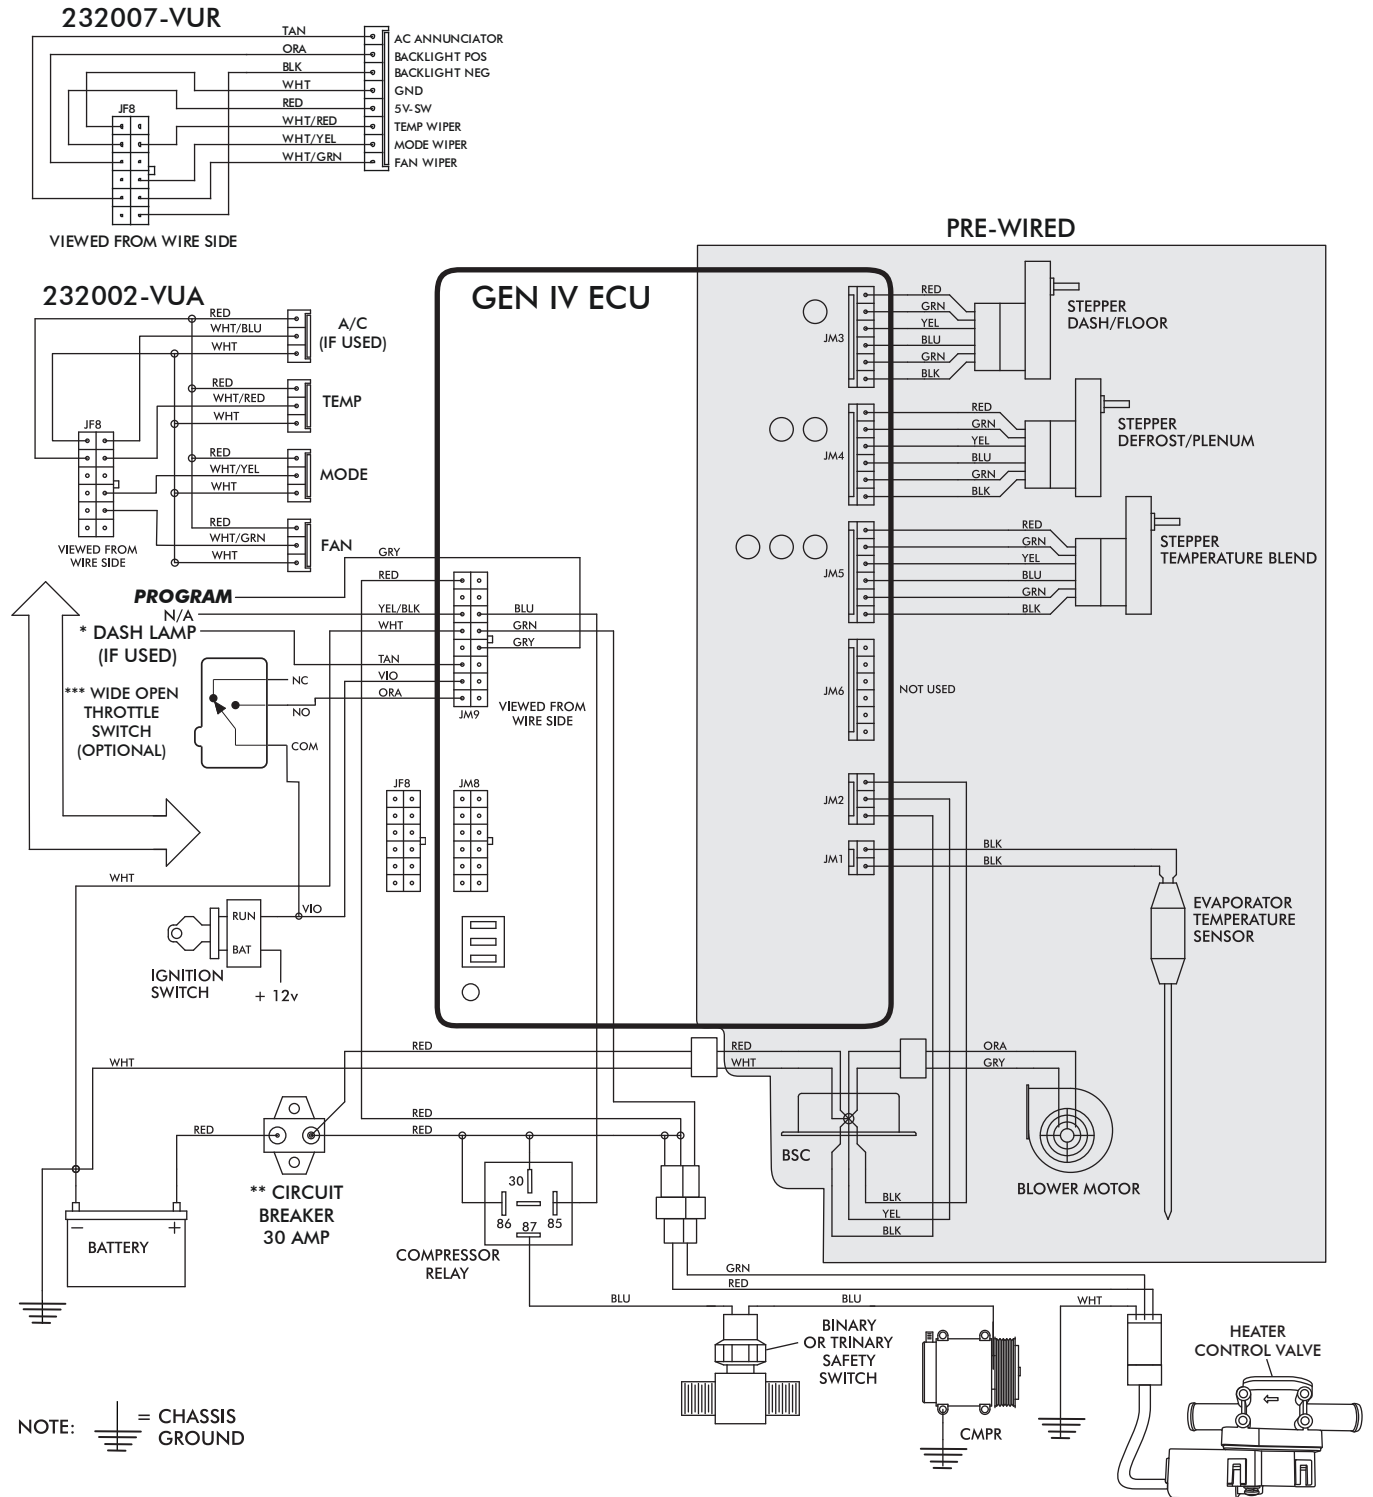 232007-VUR
TAN
AC ANNUNCIATOR
ORA
BACKLIGHT POS
BLK
BACKLIGHT NEG
WHT
GND
RED
5V-SW
WHT/RED
TEMP WIPER
WHT/YEL
MODE WIPER
WHT/GRN
FAN WIPER
JF8
VIEWED FROM WIRE SIDE
232002-VUA
RED
WHT/BLU
WHT
A/C
(IF USED)
RED
WHT/RED
WHT
TEMP
JF8
RED
WHT/YEL
WHT
MODE
RED
WHT/GRN
WHT
FAN
VIEWED FROM
WIRE SIDE
GEN IV ECU
PRE-WIRED
JM3
RED
GRN
YEL
BLU
GRN
BLK
STEPPER
DASH/FLOOR
JM4
RED
GRN
YEL
BLU
GRN
BLK
STEPPER
DEFROST/PLENUM
JM5
RED
GRN
YEL
BLU
GRN
BLK
STEPPER
TEMPERATURE BLEND
JM6
NOT USED
JM2
JM1
BLK
BLK
EVAPORATOR
TEMPERATURE
SENSOR
GRY
RED
PROGRAM
N/A
YEL/BLK
BLU
* DASH LAMP
(IF USED)
WHT
GRN
GRY
TAN
VIO
ORA
JM9
VIEWED FROM
WIRE SIDE
*** WIDE OPEN
THROTTLE
SWITCH
(OPTIONAL)
NC
NO
COM
JF8
JM8
WHT
VIO
RUN
BAT
IGNITION
SWITCH
+ 12v
RED
WHT
RED
WHT
ORA
GRY
RED
RED
RED
BSC
BLOWER MOTOR
BLK
YEL
BLK
** CIRCUIT
BREAKER
30 AMP
30
86
87
85
COMPRESSOR
RELAY
−
+
BATTERY
GRN
RED
BLU
BLU
WHT
BINARY
OR TRINARY
SAFETY
SWITCH
CMPR
HEATER
CONTROL VALVE
NOTE:
= CHASSIS
GROUND